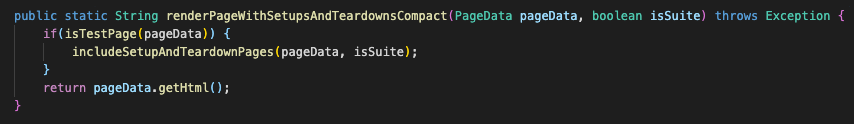 public static String renderPageWithSetupsAndTeardownsCompact(PageData pageData, boolean isSuite) throws Exception {
    if(isTestPage(pageData)) {
        includeSetupAndTeardownPages(pageData, isSuite);
    }
    return pageData.getHtml();
}